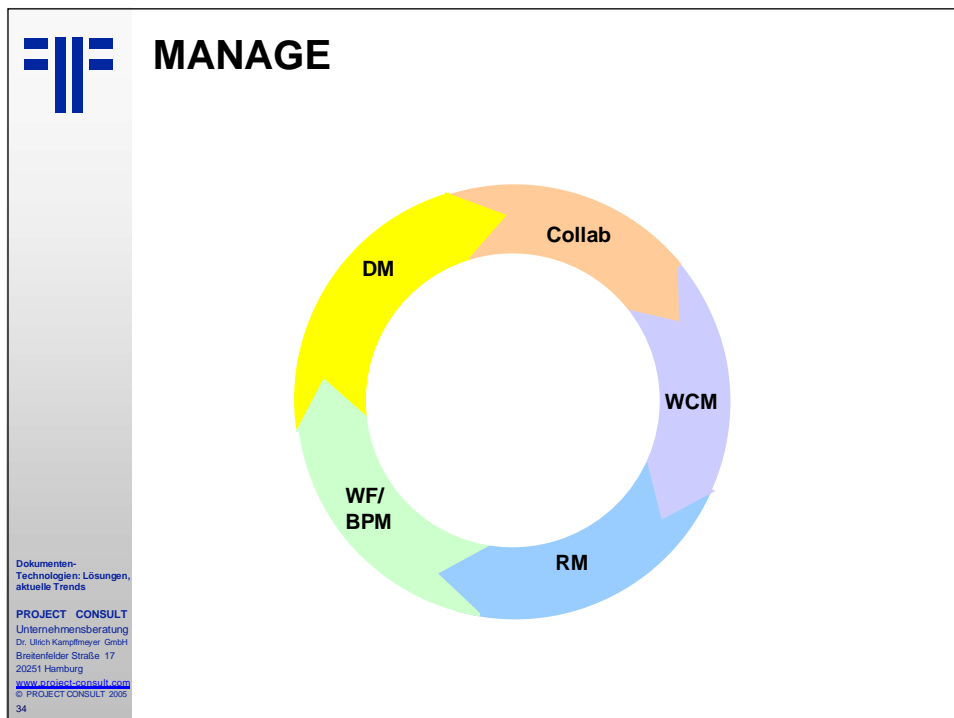 MANAGE
Collab
DM
WCM
WF/
BPM
RM
Dokumenten-
Technologien: Lösungen,
aktuelle Trends
PROJECT CONSULT
Unternehmensberatung
Dr. Ulrich Kampffmeyer GmbH
Breitenfelder Straße 17
20251 Hamburg
www.project-consult.com
© PROJECT CONSULT 2005
34